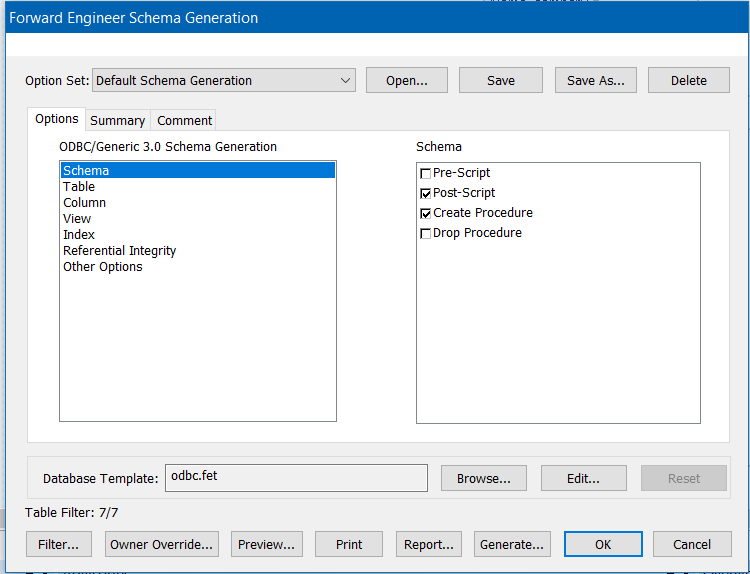 Forward Engineer Schema Generation
Option Set: Default Schema Generation Open... Save Save As... Delete
Options Summary Comment
ODBC/Generic 3.0 Schema Generation Schema
Schema
Table
Column
View
Index
Referential Integrity
Other Options
Pre-Script
Post-Script
Create Procedure
Drop Procedure
Database Template: odbc.fet Browse... Edit... Reset
Table Filter: 7/7
Filter... Owner Override... Preview... Print Report... Generate... OK Cancel